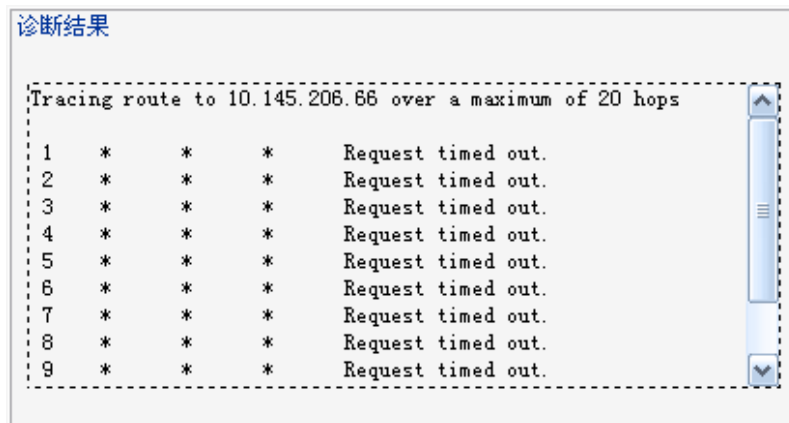 诊断结果
Tracing route to 10.145.206.66 over a maximum of 20 hops
1 * * * Request timed out.
2 * * * Request timed out.
3 * * * Request timed out.
4 * * * Request timed out.
5 * * * Request timed out.
6 * * * Request timed out.
7 * * * Request timed out.
8 * * * Request timed out.
9 * * * Request timed out.